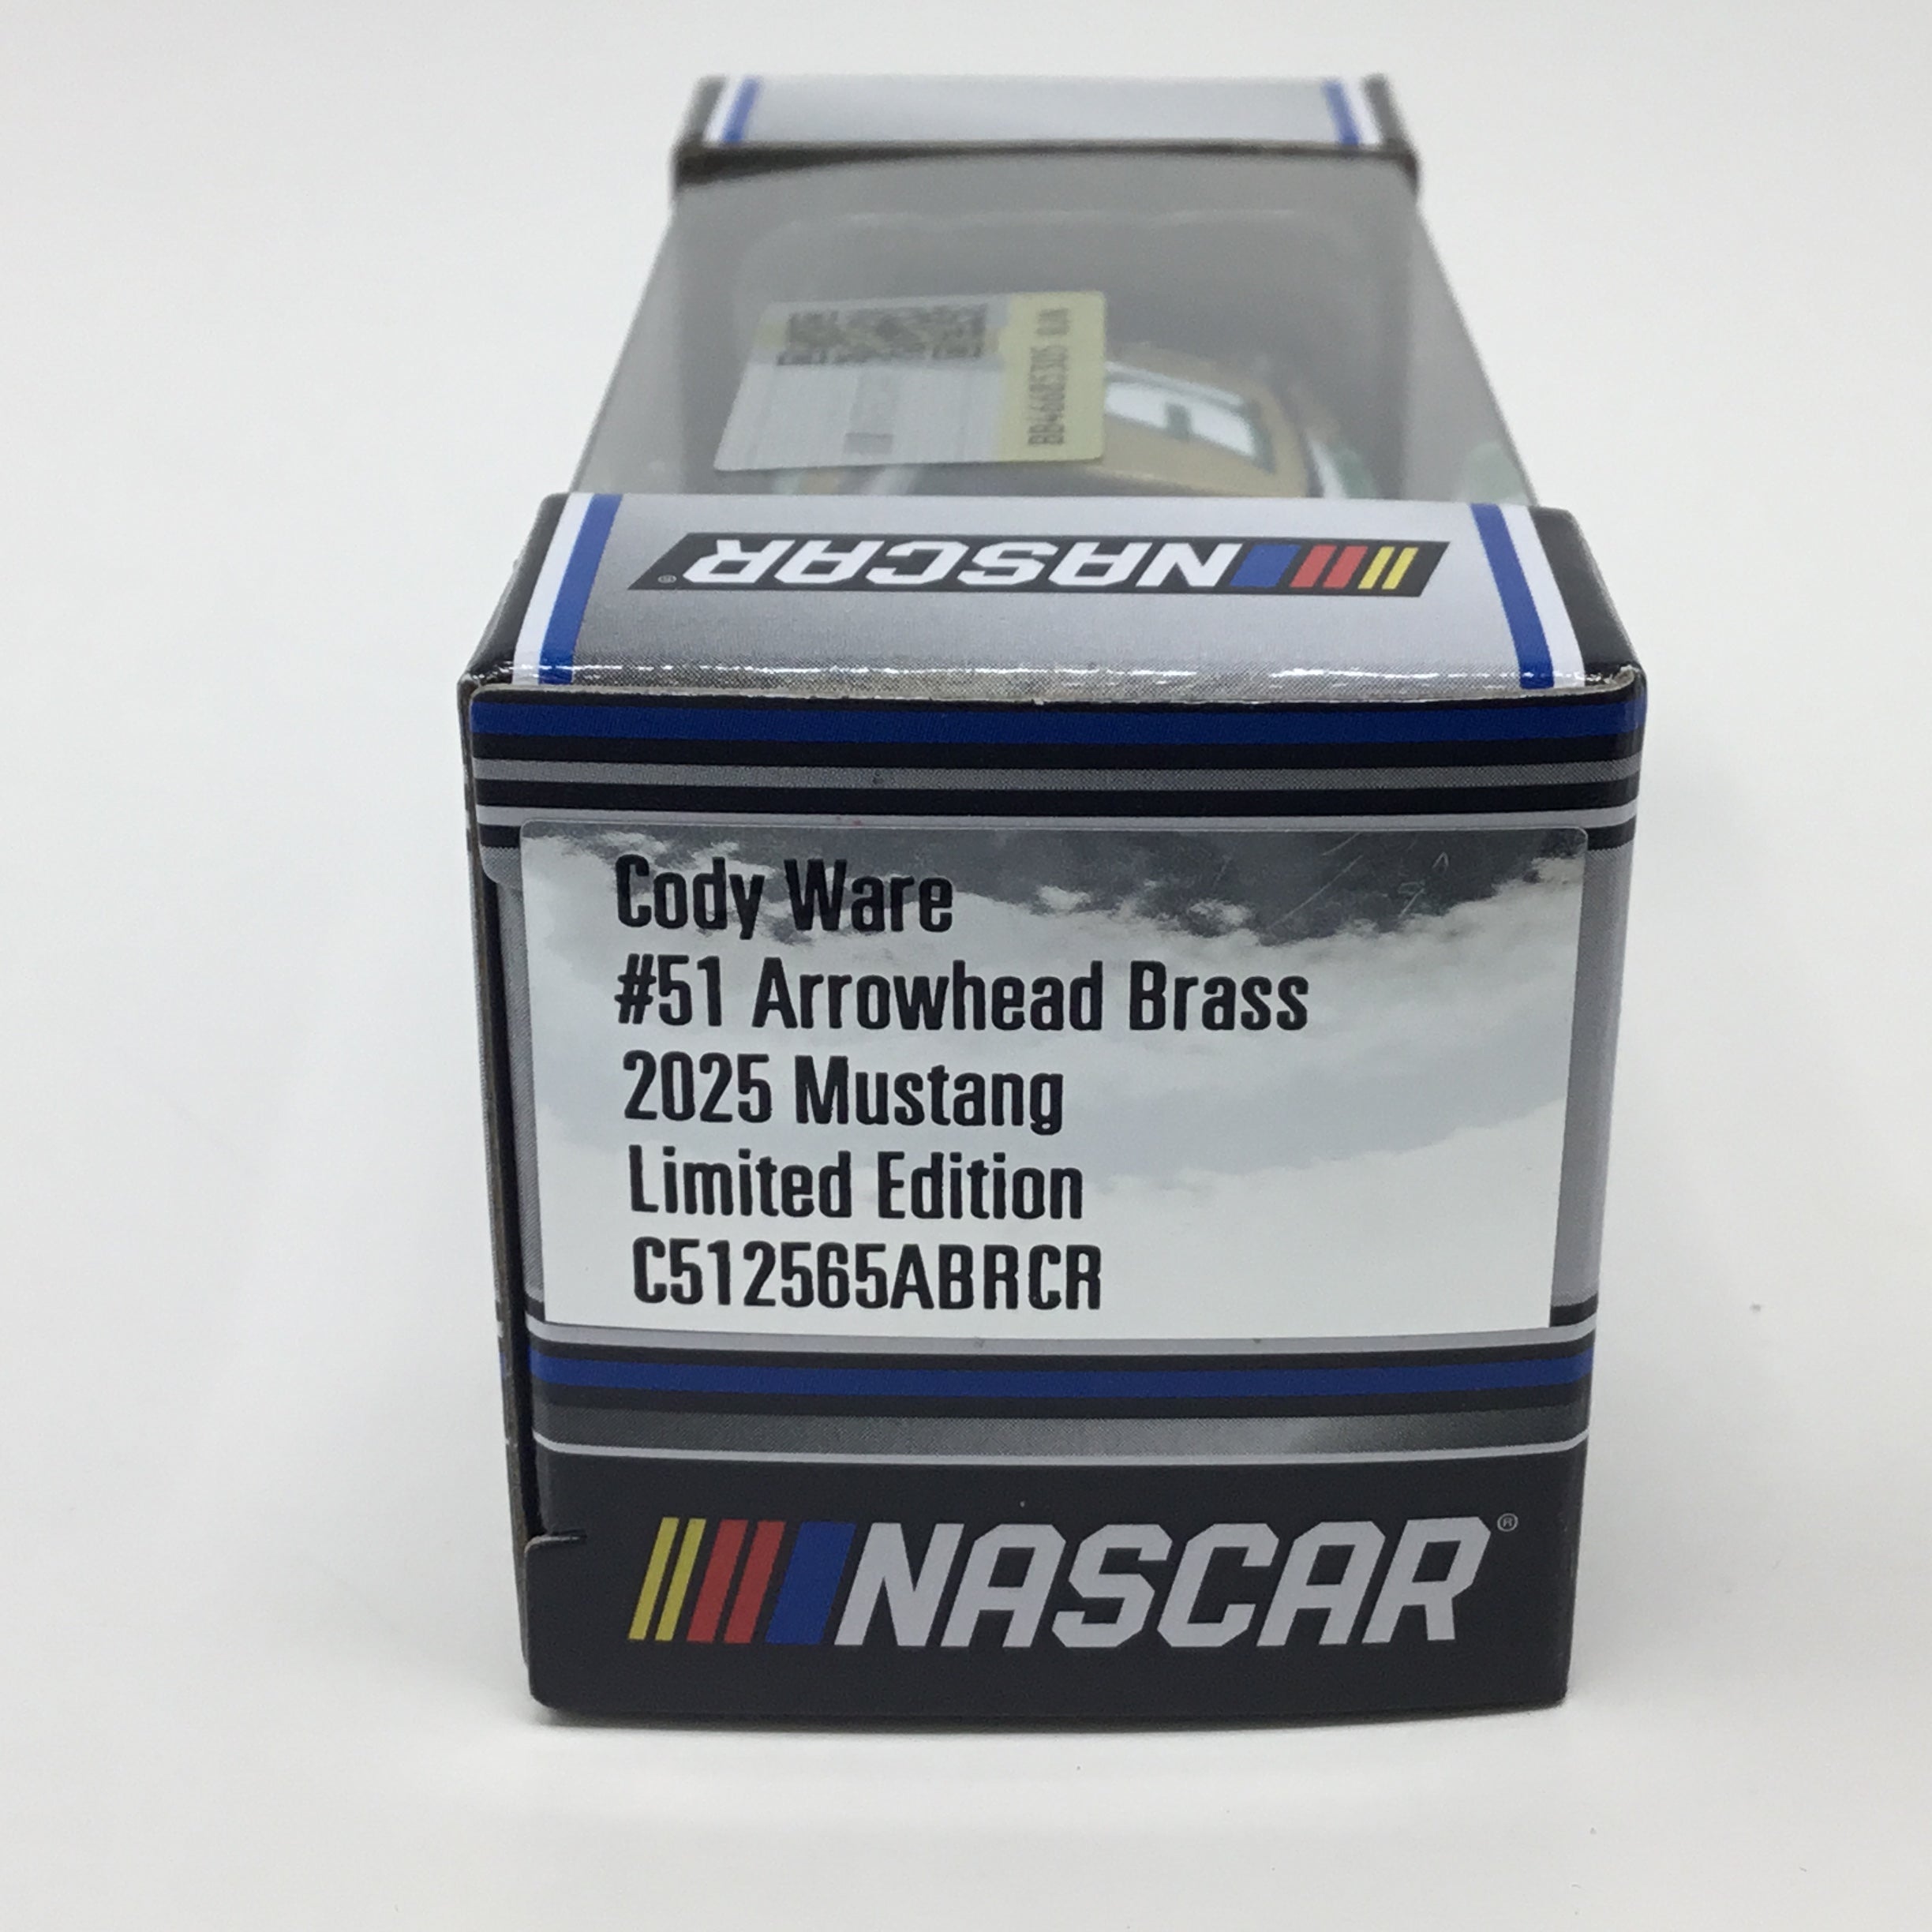 NASCAR
Cody Ware
#51 Arrowhead Brass
2025 Mustang
Limited Edition
C512565ABRCR
NASCAR®